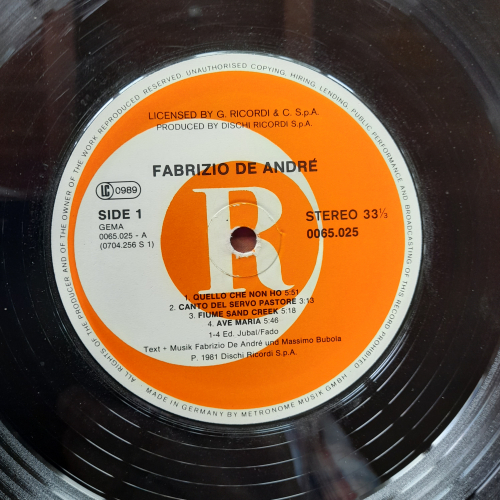 LICENSED BY G. RICORDI & C. S.p.A.
PRODUCED BY DISCHI RICORDI S.p.A.
FABRIZIO DE ANDRÉ
LC 0989
SIDE 1
GEMA
0065.025 - A
(0704.256 S 1)
R
STEREO 33⅓
0065.025
1. QUELLO CHE NON HO 5:51
2. CANTO DEL SERVO PASTORE 3:13
3. FIUME SAND CREEK 5:18
4. AVE MARIA 5:46
1-4 Ed. Jubal/Fado
Text + Musik Fabrizio De André und Massimo Bubola
P. 1981 Dischi Ricordi S.p.A.
ALL RIGHTS OF THE PRODUCER AND OF THE OWNER OF THE WORK REPRODUCED RESERVED. UNAUTHORISED COPYING, HIRING, LENDING, PUBLIC PERFORMANCE AND BROADCASTING OF THIS RECORD PROHIBITED
MADE IN GERMANY BY METRONOME MUSIK GMBH